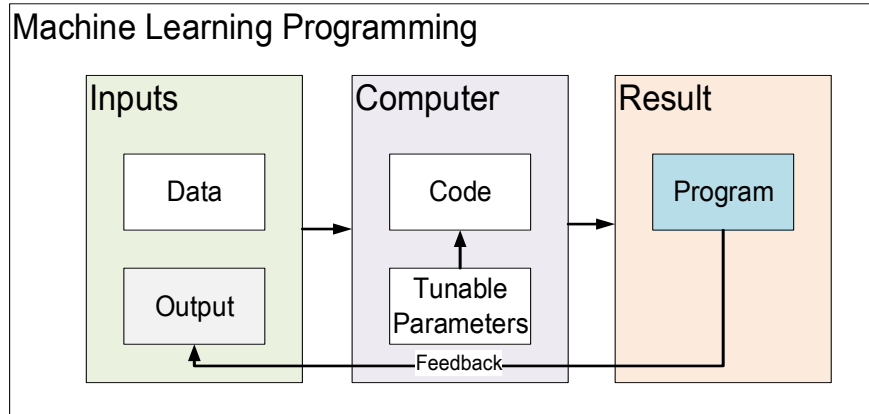 Machine Learning Programming
Inputs
Data
Output
Computer
Code
Tunable
Parameters
Result
Program
Feedback